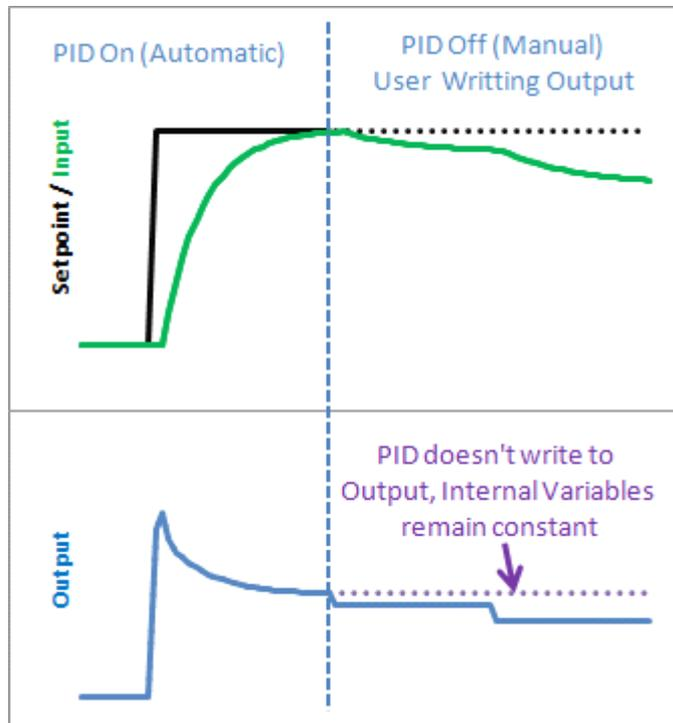 PID On (Automatic)
PID Off (Manual)
User Writting Output
Setpoint / Input
PID doesn't write to
Output, Internal Variables
remain constant
Output